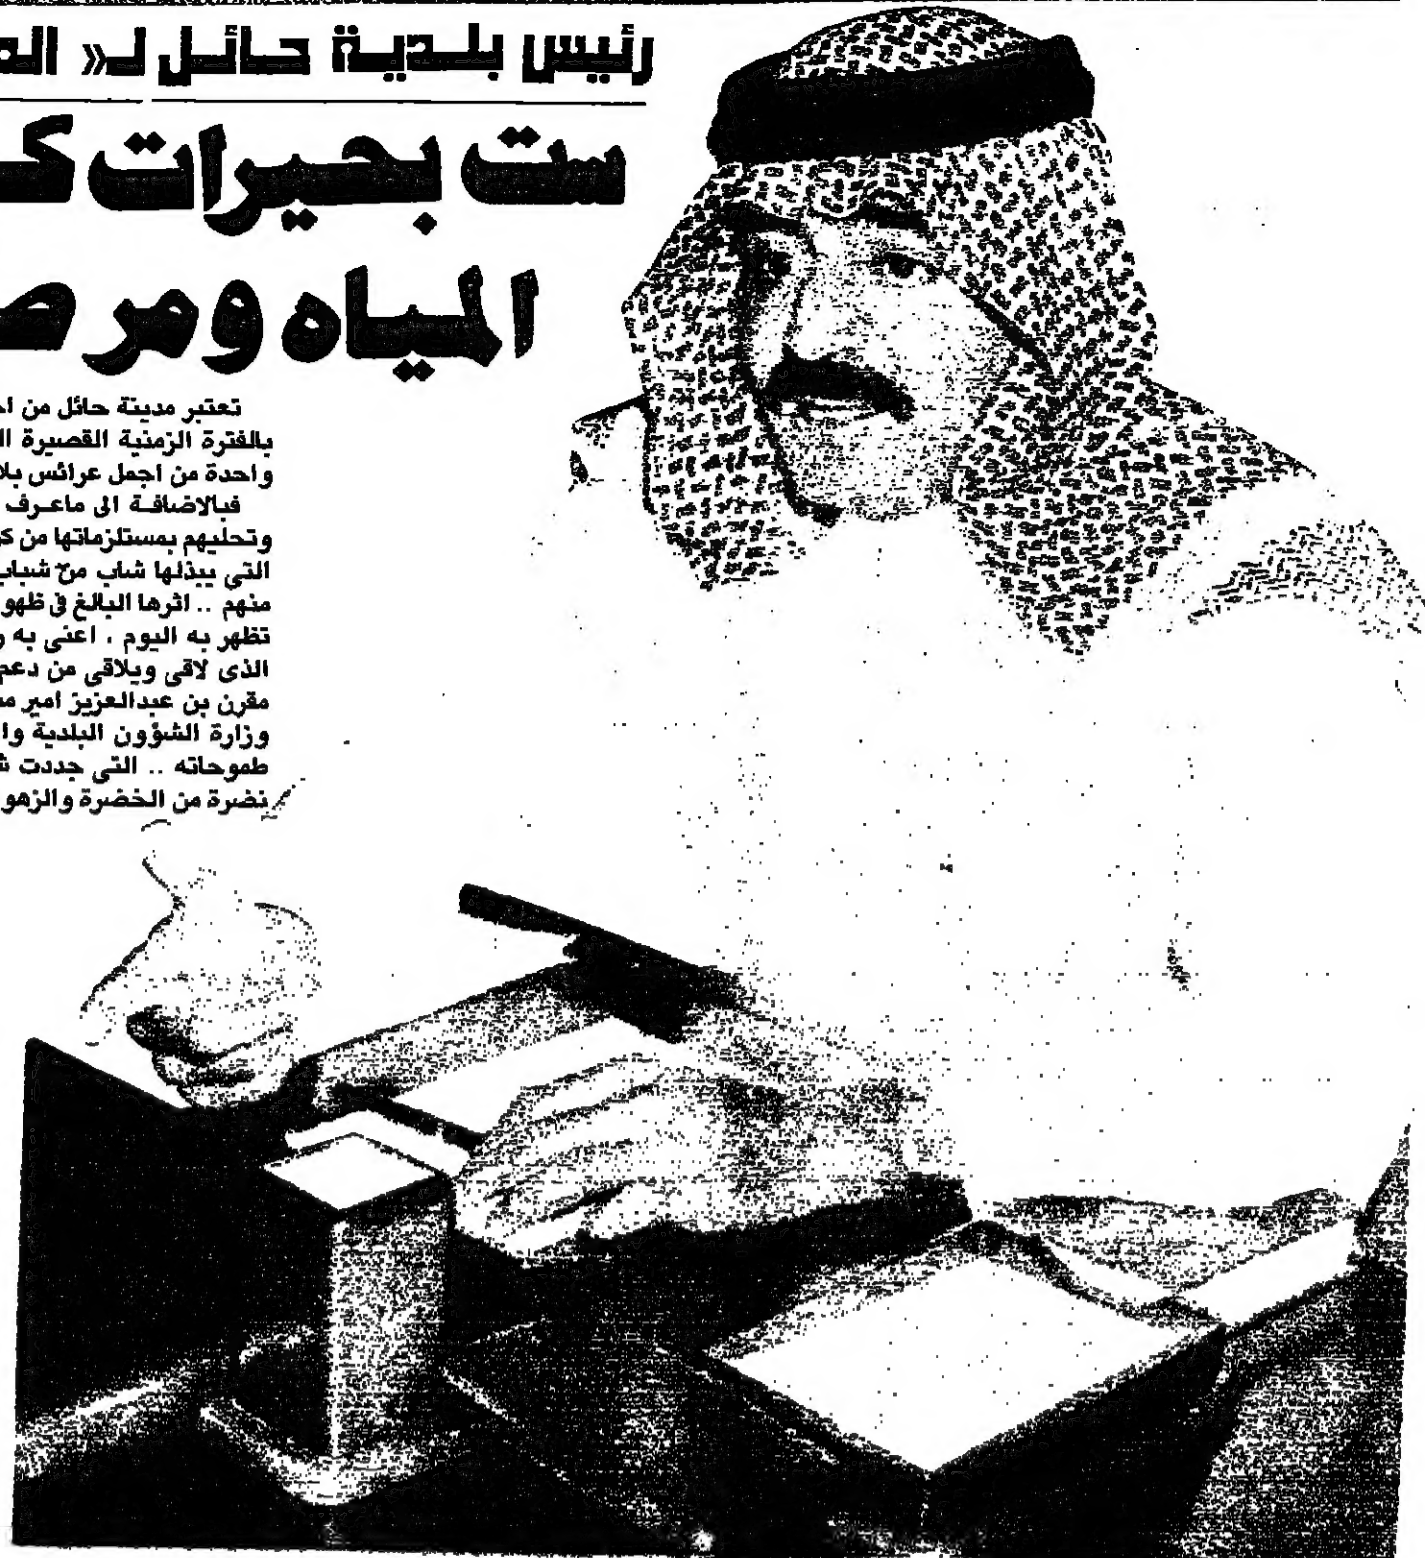 رئيس بلدية حائل لـ« الم
ست بحيرات كـ
المياه ومر
تعتبر مدينة حائل من ا
بالفترة الزمنية القصيرة ا
واحدة من اجمل عرائس بلا
فبالاضافة الى ماعرف
وتحليهم بمستلزماتها من ك
التي يبذلها شاب من شباب
منهم .. اثرها البالغ في ظهو
تظهر به اليوم ، اعنى به ر
الذى لاقى ويلاقى من دعم
مقرن بن عبدالعزيز امير م
وزارة الشؤون البلدية وا
طموحاته .. التي جددت ش
نضرة من الخضرة والزهو